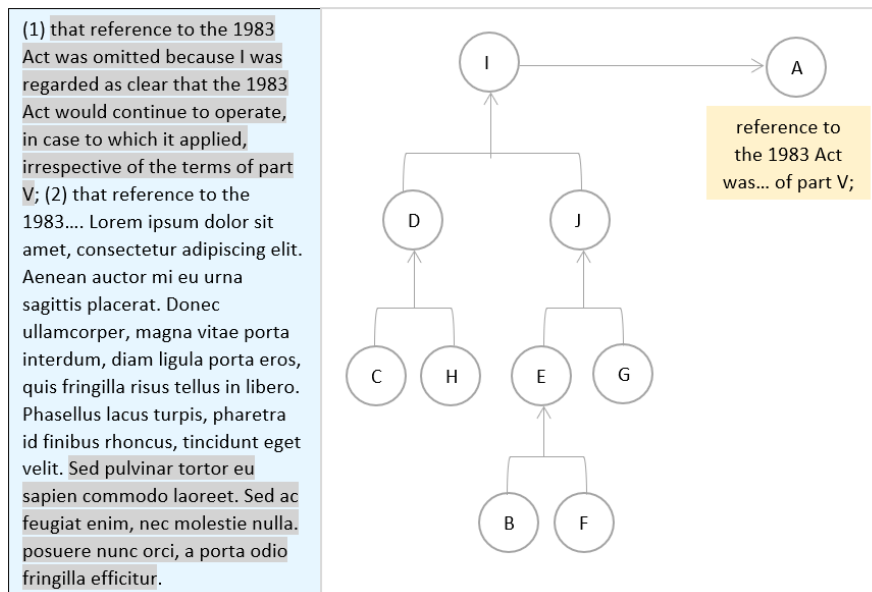 (1) that reference to the 1983
Act was omitted because I was
regarded as clear that the 1983
Act would continue to operate,
in case to which it applied,
irrespective of the terms of part
V; (2) that reference to the
1983.... Lorem ipsum dolor sit
amet, consectetur adipiscing elit.
Aenean auctor mi eu urna
sagittis placerat. Donec
ullamcorper, magna vitae porta
interdum, diam ligula porta eros,
quis fringilla risus tellus in libero.
Phasellus lacus turpis, pharetra
id finibus rhoncus, tincidunt eget
velit. Sed pulvinar tortor eu
sapien commodo laoreet. Sed ac
feugiat enim, nec molestie nulla.
posuere nunc orci, a porta odio
fringilla efficitur.
I
A
reference to
the 1983 Act
was... of part V;
D
J
C
H
E
G
B
F